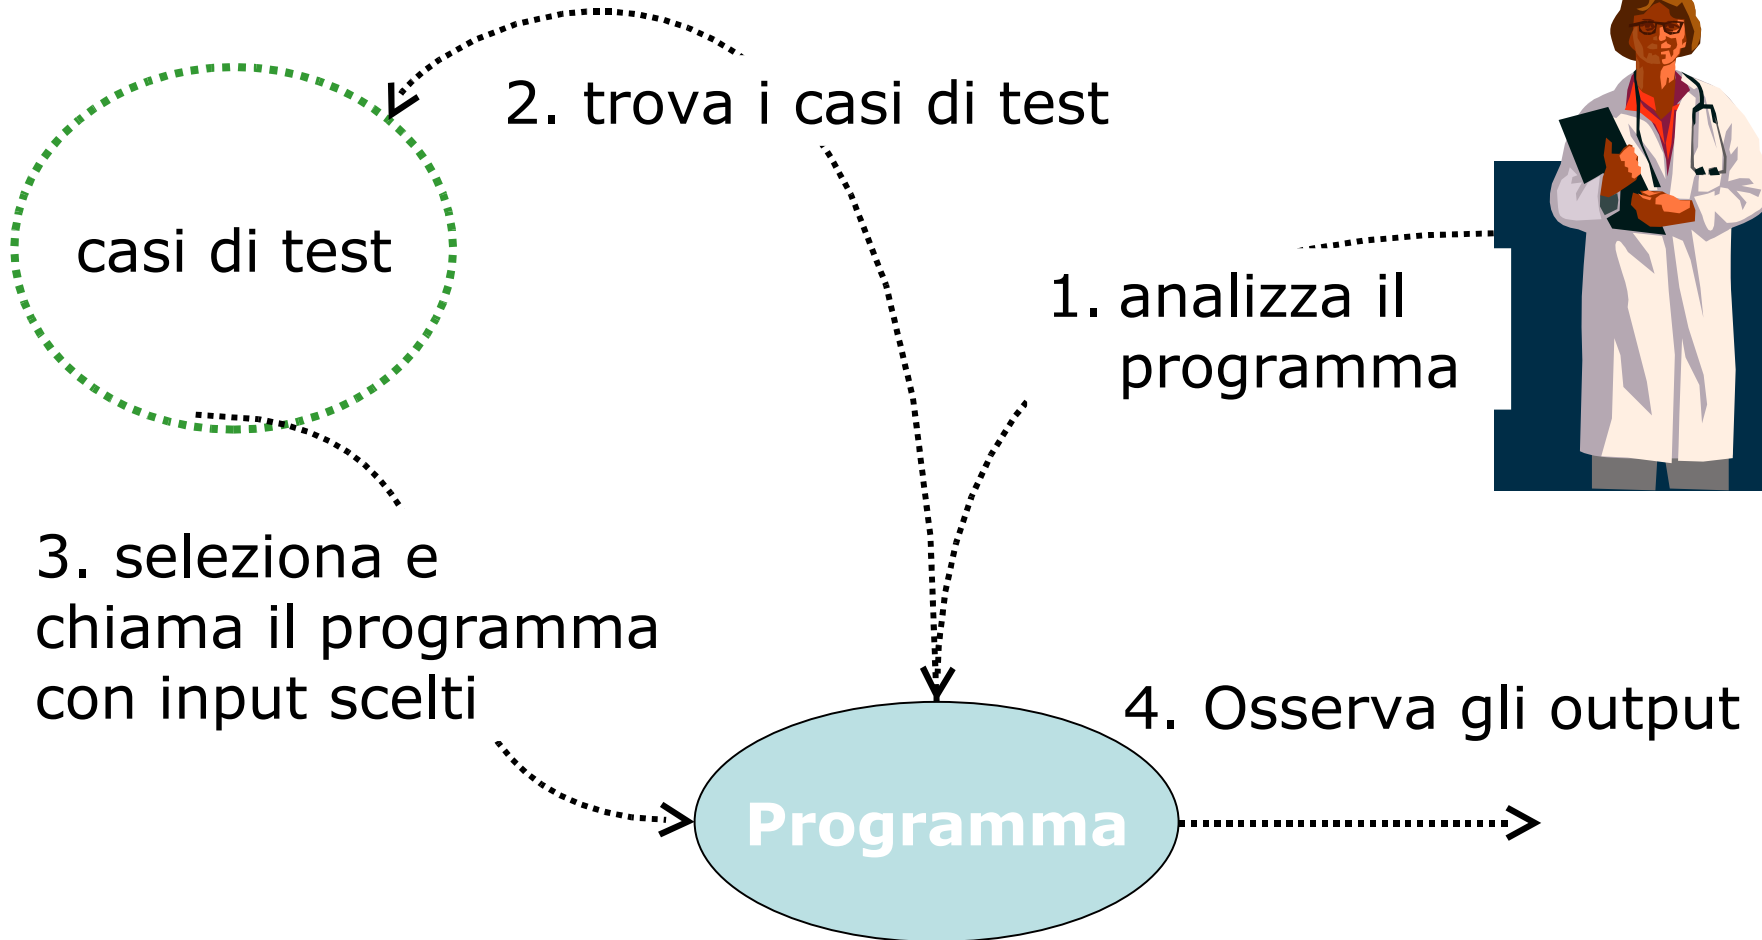 2. trova i casi di test
casi di test
1. analizza il
programma
3. seleziona e
chiama il programma
con input scelti
4. Osserva gli output
Programma